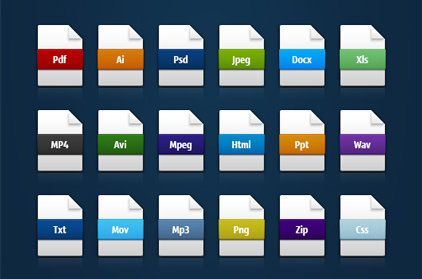 Pdf
Ai
Psd
Jpeg
Docx
Xls
MP4
Avi
Mpeg
Html
Ppt
Wav
Txt
Mov
Mp3
Png
Zip
Css